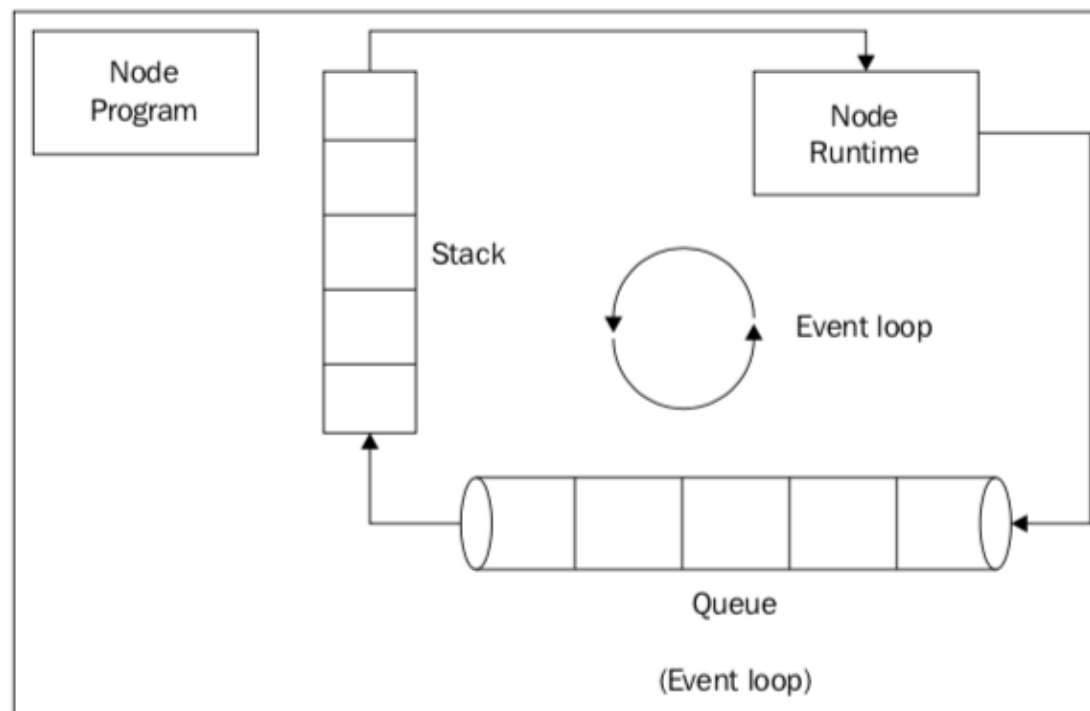 Node
Program
Node
Runtime
Stack
Event loop
Queue
(Event loop)